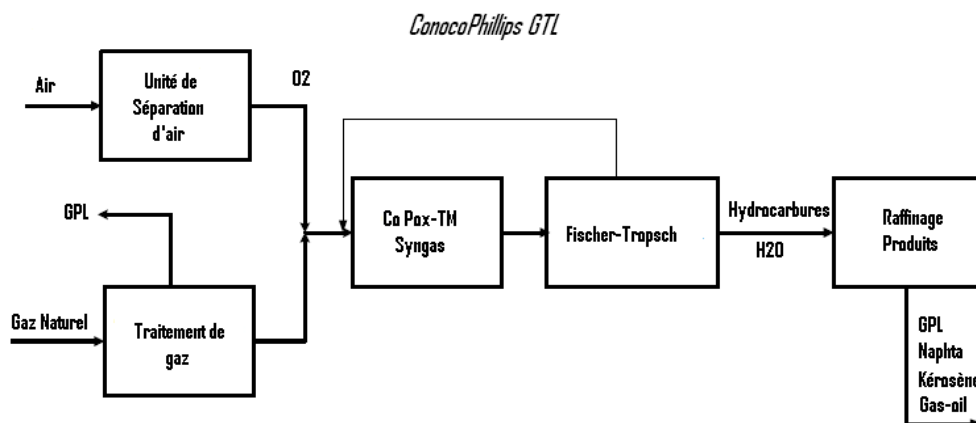 ConocoPhillips GTL
Air
Unité de
Séparation
d'air
O2
GPL
Co Pox-TM
Syngas
Fischer-Tropsch
Hydrocarbures
H2O
Raffinage
Produits
Gaz Naturel
Traitement de
gaz
GPL
Naphta
Kérosène
Gas-oil